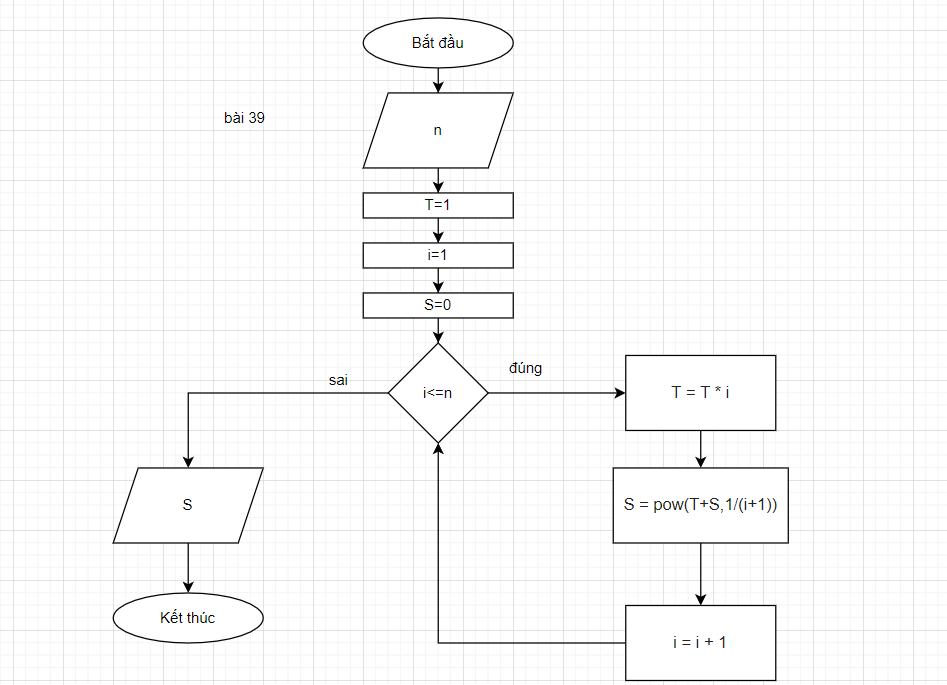 Bắt đầu
bài 39
n
T=1
i=1
S=0
i<=n
sai
đúng
T = T * i
S = pow(T+S,1/(i+1))
i = i + 1
S
Kết thúc